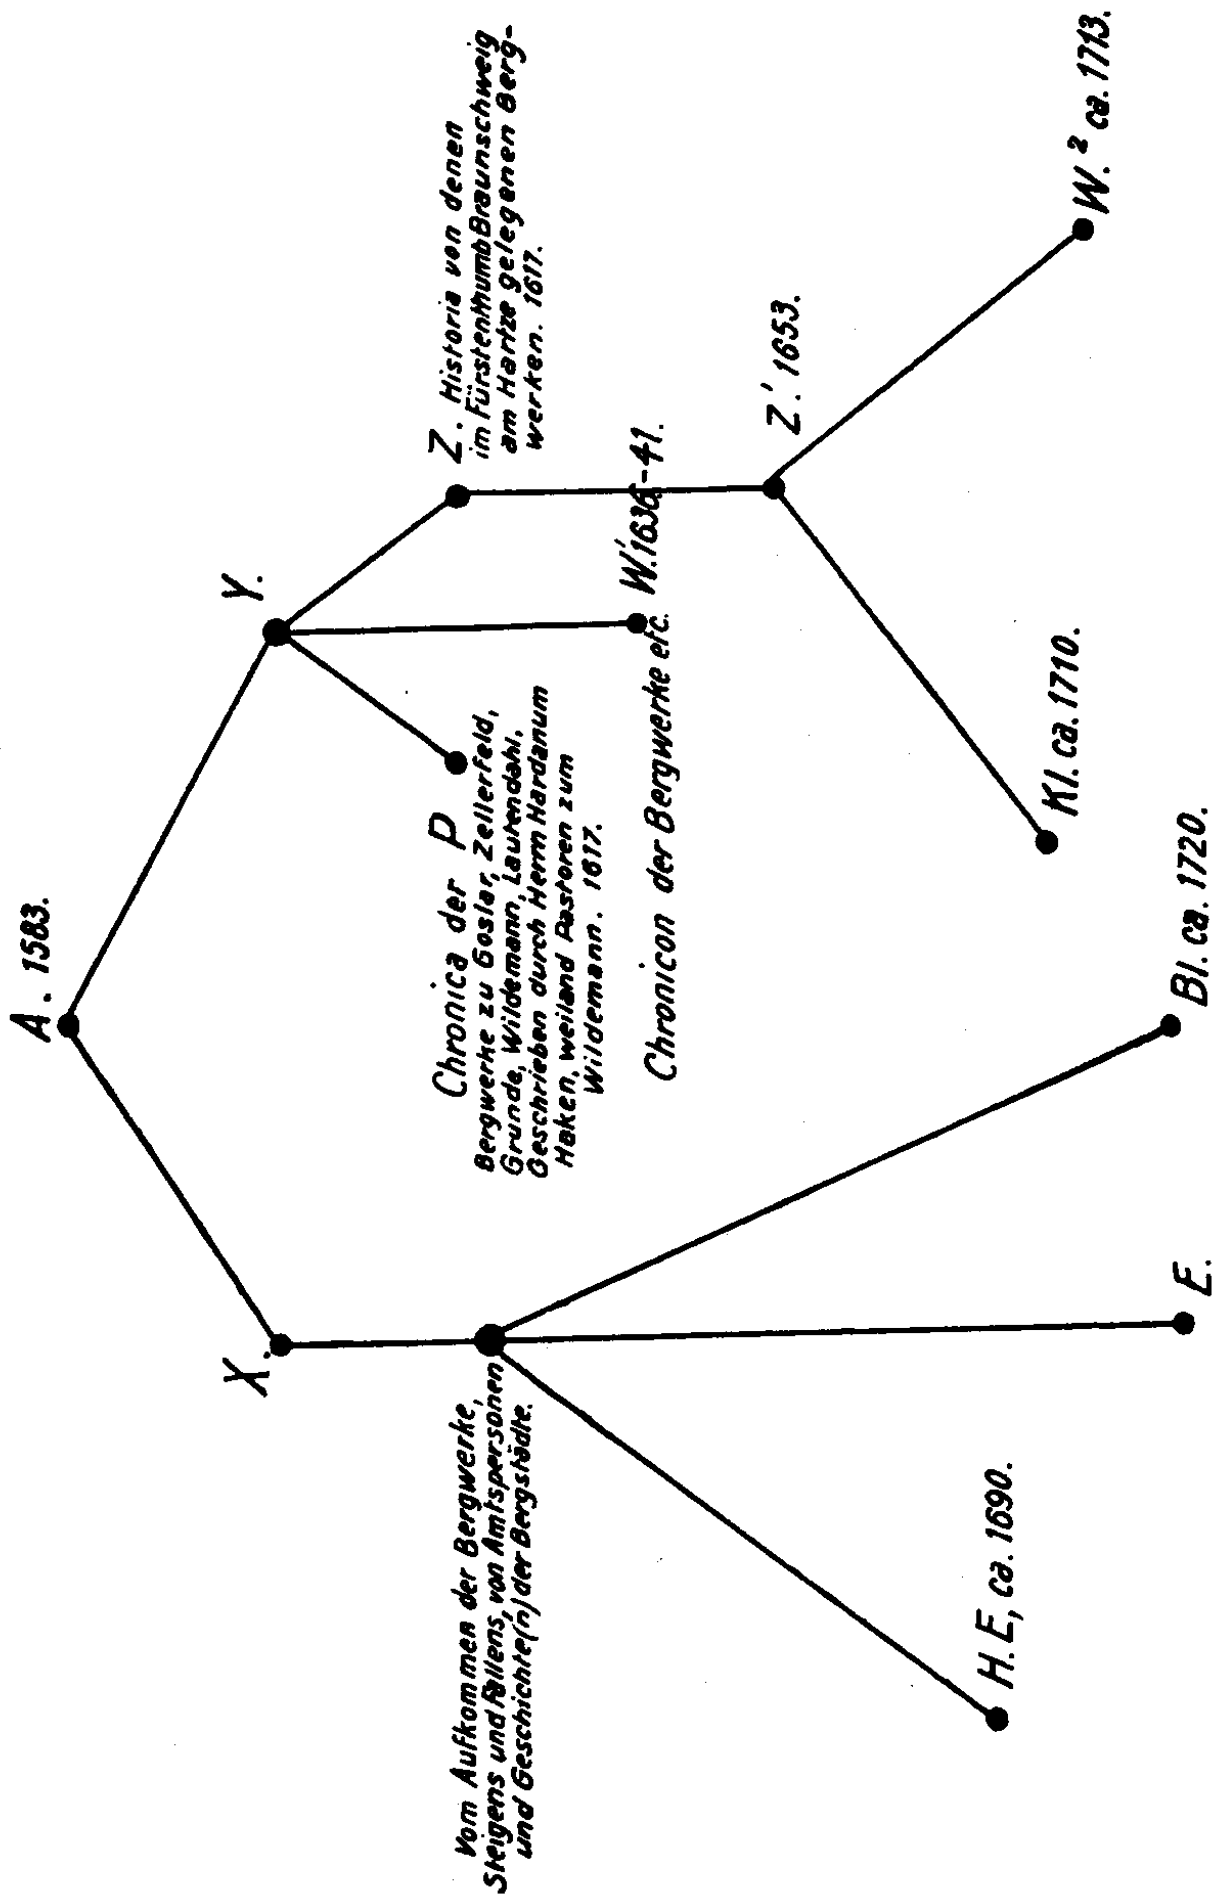 A. 1583.
X.
Y.
Vom Aufkommen der Bergwerke,
Steigens und Fallens, von Amtspersonen
und Geschichte(n) der Bergstädte.
Chronica der P
Bergwerke zu Goslar, Zellerfeld,
Grunde, Wildemann, Lautendahl.
Geschrieben durch Herrn Hardanum
Haken, weiland Pastoren zum
Wildemann. 1617.
Z. Historia von denen
im Fürstenthumb Braunschweig
am Hartze gelegenen Berg-
werken. 1617.
Chronicon der Bergwerke etc. W.' 1636-41.
Z.' 1653.
H.E, ca. 1690.
E.
Bl. ca. 1720.
Kl. ca. 1710.
W.² ca. 1713.